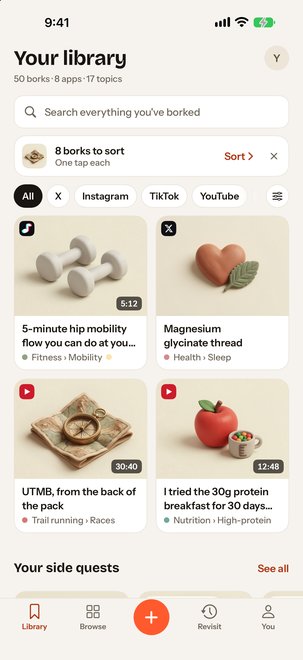 9:41
Your library
Y
50 borks · 8 apps · 17 topics
Search everything you've borked
8 borks to sort
One tap each
Sort
All
X
Instagram
TikTok
YouTube
5:12
5-minute hip mobility
flow you can do at you...
Fitness › Mobility
Magnesium
glycinate thread
Health › Sleep
30:40
UTMB, from the back of
the pack
Trail running › Races
12:48
I tried the 30g protein
breakfast for 30 days...
Nutrition › High-protein
Your side quests
See all
Library
Browse
Revisit
You